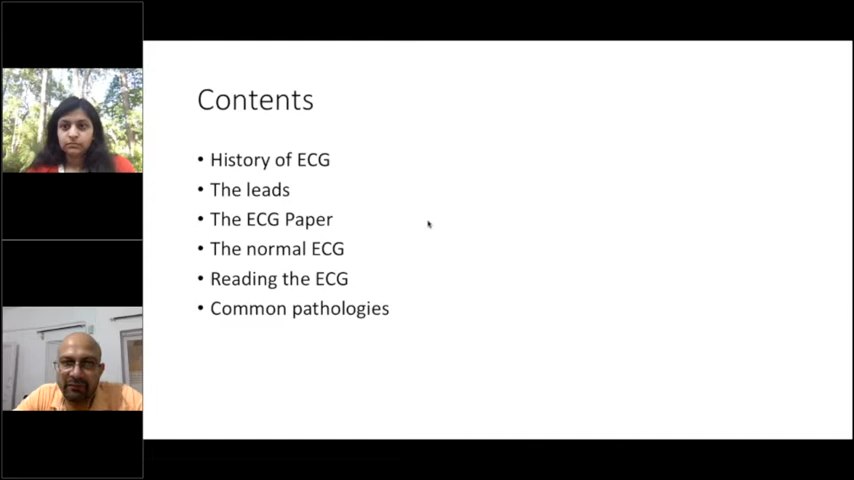 Contents
• History of ECG
• The leads
• The ECG Paper
• The normal ECG
• Reading the ECG
• Common pathologies